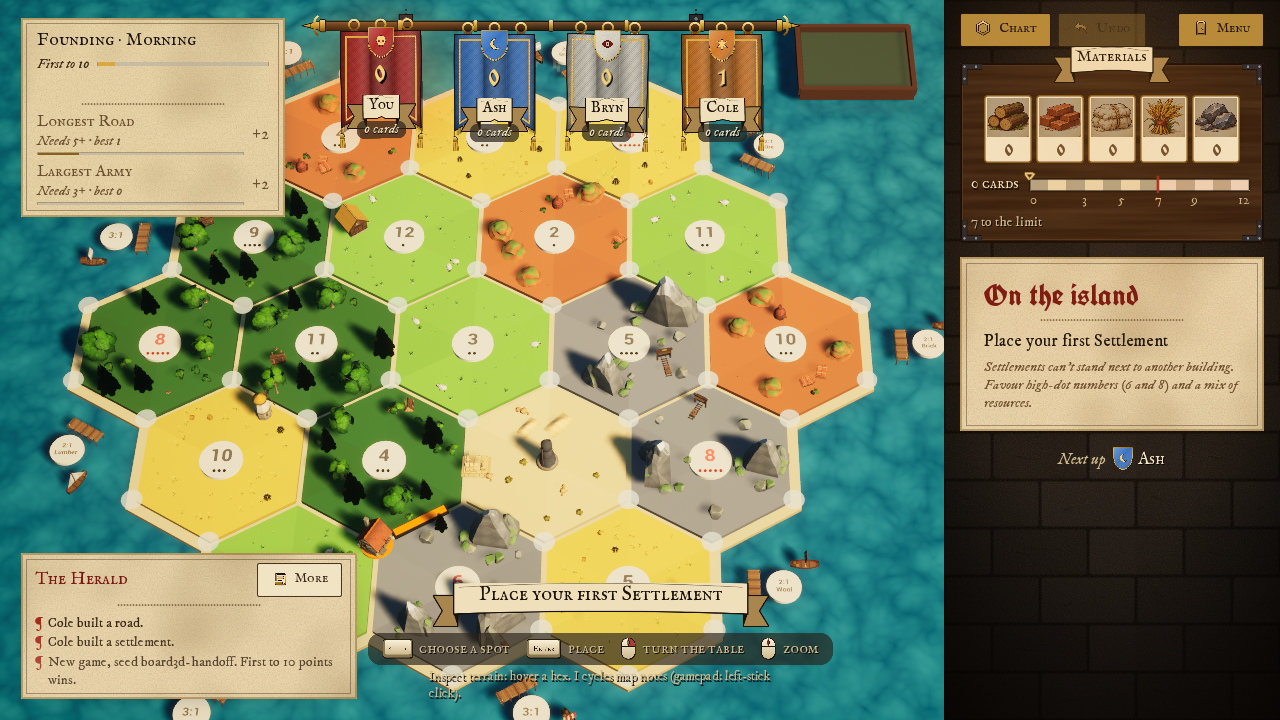 Founding · Morning
First to 10
Longest Road
Needs 5+ · best 1
+2
Largest Army
Needs 3+ · best 0
+2
0
You
0 cards
0
Ash
0 cards
0
Bryn
0 cards
1
Cole
0 cards
Chart
Undo
Menu
Materials
0
0
0
0
0
0 cards
0
3
5
7
9
12
7 to the limit
On the island
Place your first Settlement
Settlements can't stand next to another building.
Favour high-dot numbers (6 and 8) and a mix of
resources.
Next up
Ash
3:1
9
12
2
11
8
11
3
5
10
2:1
Brick
10
4
8
2:1
Lumber
5
2:1
Wool
3:1
3:1
The Herald
More
¶ Cole built a road.
¶ Cole built a settlement.
¶ New game, seed board3d-handoff. First to 10 points
wins.
Place your first Settlement
choose a spot
Enter
place
turn the table
zoom
Inspect terrain: hover a hex. I cycles map notes (gamepad: left-stick
click).